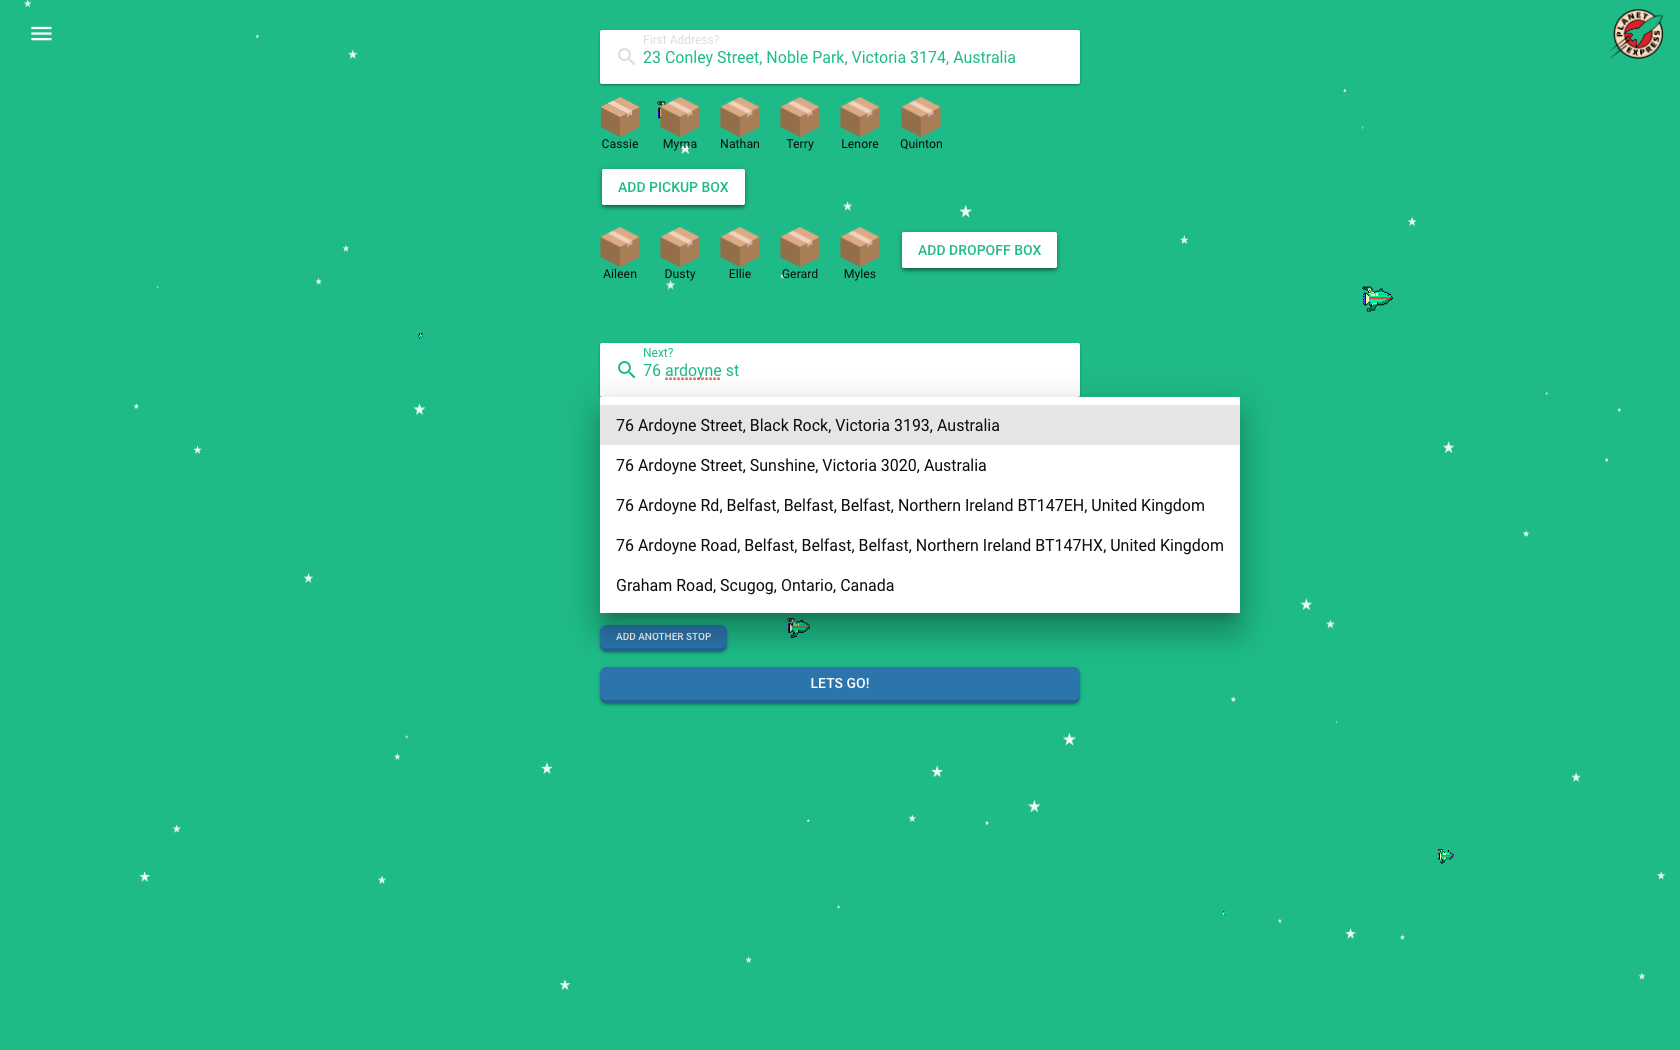 PLANET EXPRESS
First Address?
23 Conley Street, Noble Park, Victoria 3174, Australia
Cassie Myrna Nathan Terry Lenore Quinton
ADD PICKUP BOX
Aileen Dusty Ellie Gerard Myles
ADD DROPOFF BOX
Next?
76 ardoyne st
76 Ardoyne Street, Black Rock, Victoria 3193, Australia
76 Ardoyne Street, Sunshine, Victoria 3020, Australia
76 Ardoyne Rd, Belfast, Belfast, Belfast, Northern Ireland BT147EH, United Kingdom
76 Ardoyne Road, Belfast, Belfast, Belfast, Northern Ireland BT147HX, United Kingdom
Graham Road, Scugog, Ontario, Canada
ADD ANOTHER STOP
LETS GO!